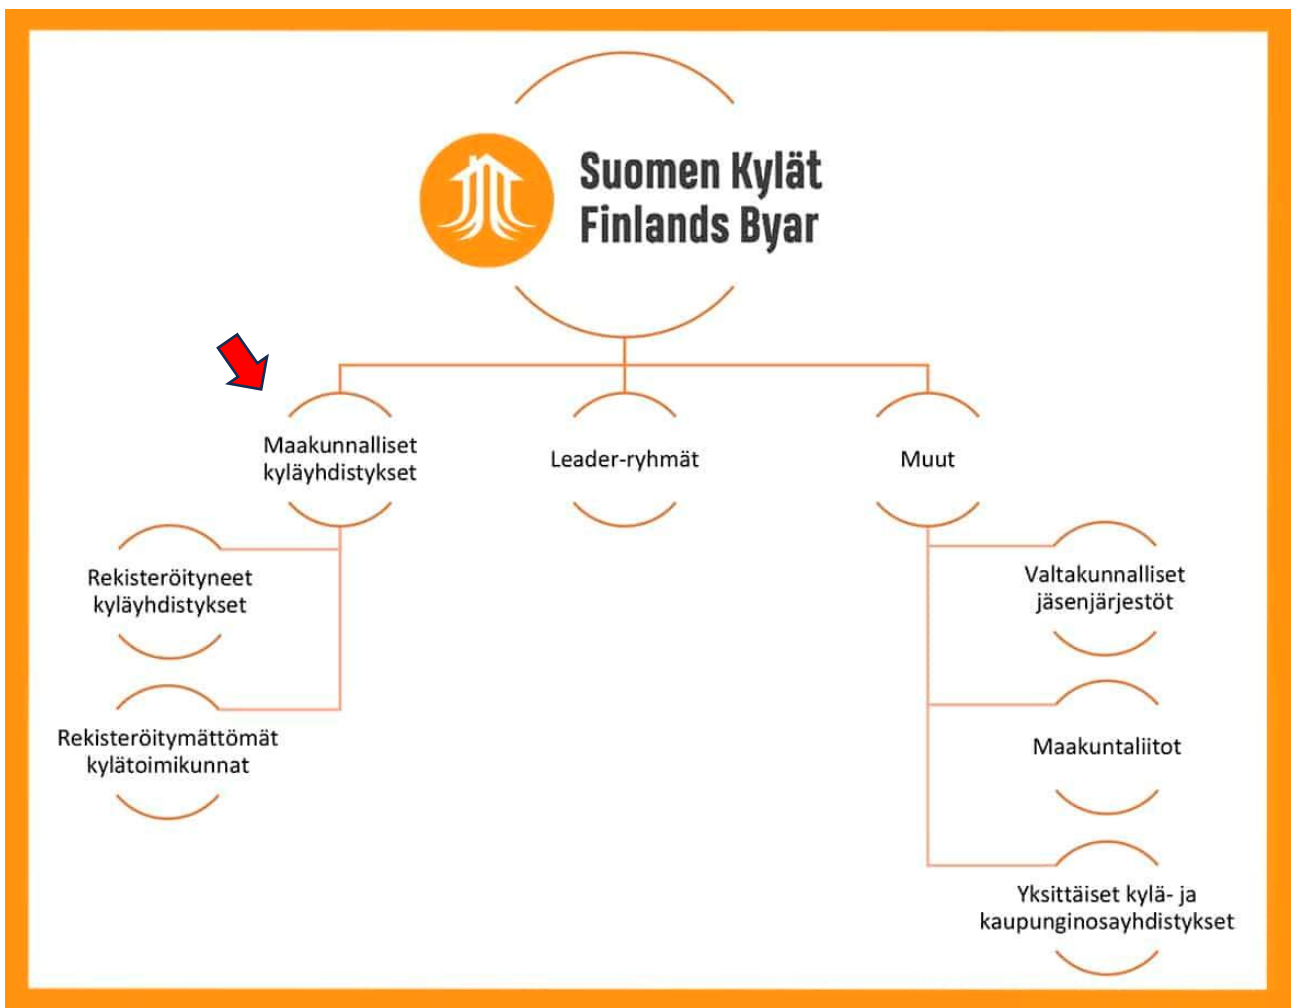 Suomen Kylät
Finlands Byar
Maakunnalliset
kyläyhdistykset
Leader-ryhmät
Muut
Rekisteröityneet
kyläyhdistykset
Rekisteröitymättömät
kylätoimikunnat
Valtakunnalliset
jäsenjärjestöt
Maakuntaliitot
Yksittäiset kylä- ja
kaupunginosayhdistykset